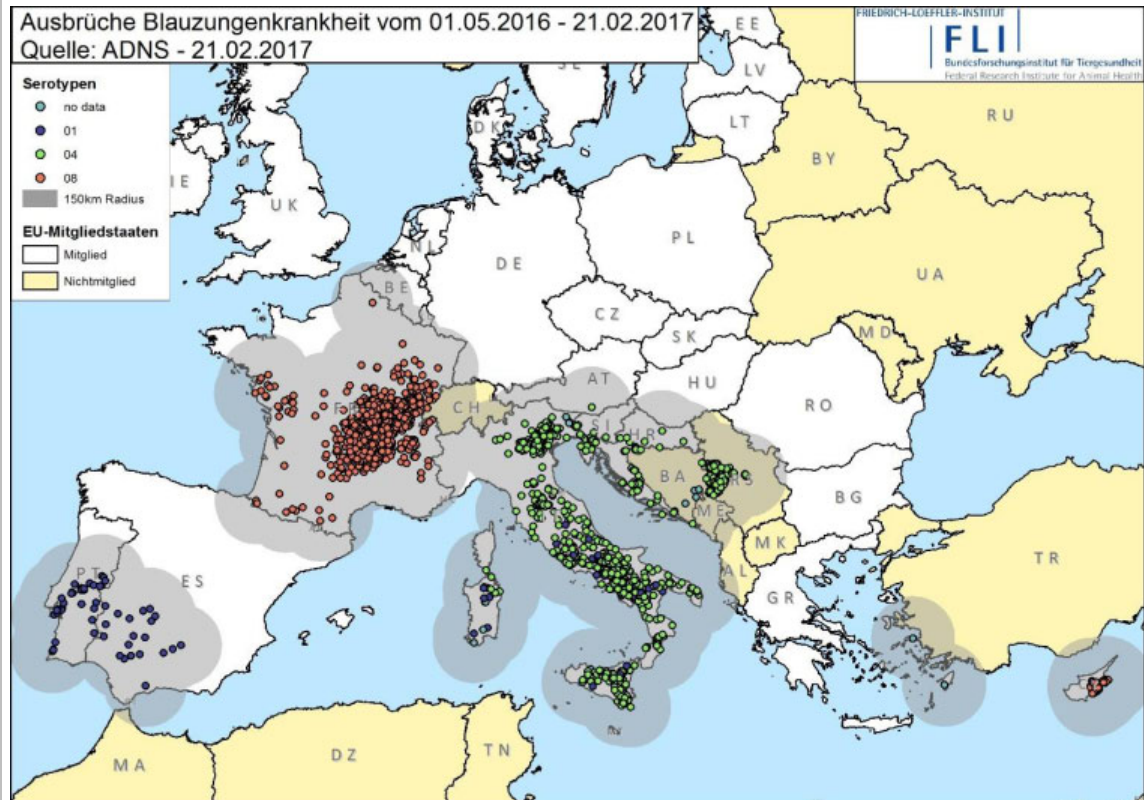 Ausbrüche Blauzungenkrankheit vom 01.05.2016 - 21.02.2017
Quelle: ADNS - 21.02.2017
FRIEDRICH-LOEFFLER-INSTITUT
FLI
Bundesforschungsinstitut für Tiergesundheit
Federal Research Institute for Animal Health
Serotypen
no data
01
04
08
150km Radius
EU-Mitgliedstaaten
Mitglied
Nichtmitglied
EE
SE
LV
RU
DK
LT
IE
BY
UK
NL
PL
DE
BE
UA
CZ
SK
MD
AT
HU
CH
RO
FR
SI
HR
BA
RS
ME
BG
MK
AL
TR
PT
ES
GR
MA
DZ
TN